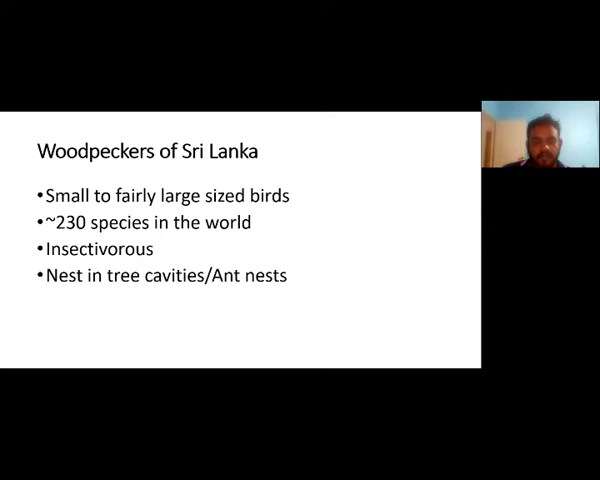 Woodpeckers of Sri Lanka
•Small to fairly large sized birds
•~230 species in the world
•Insectivorous
•Nest in tree cavities/Ant nests